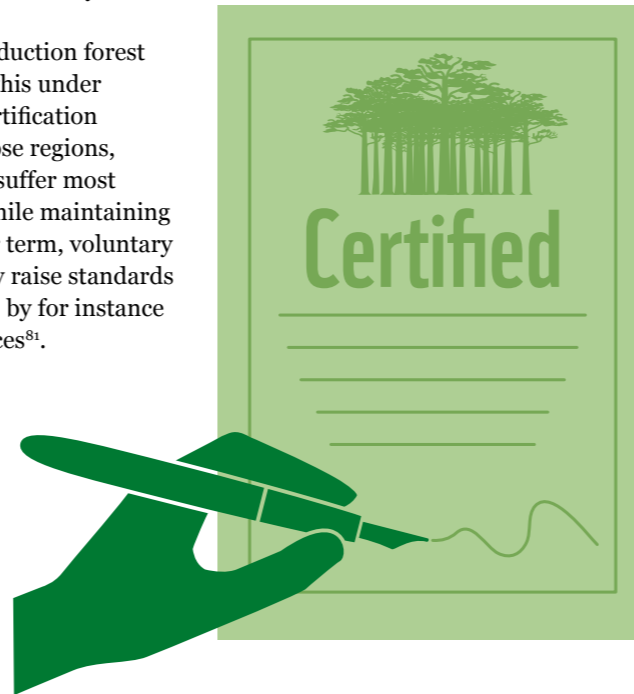 duction forest
his under
rtification
ose regions,
suffer most
hile maintaining
term, voluntary
y raise standards
by for instance
ces⁸¹.
Certified